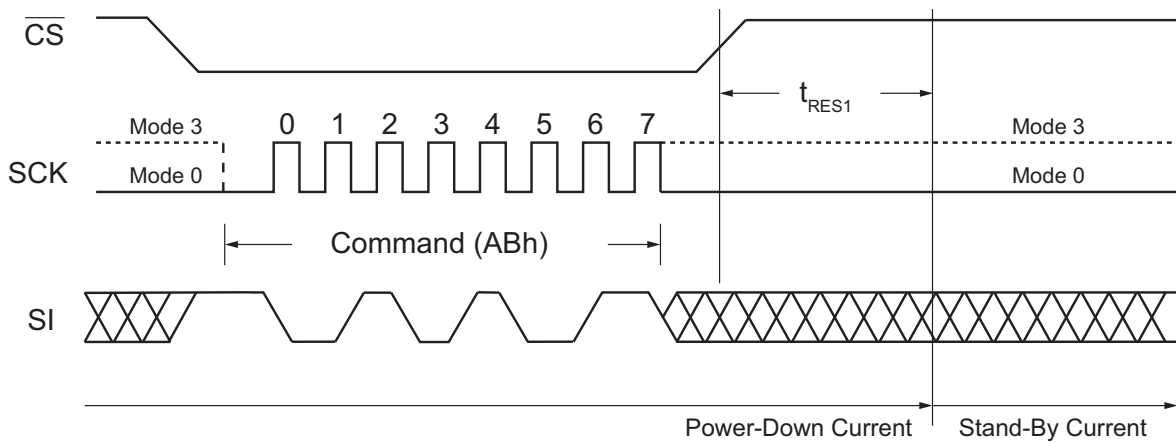 CS
t_RES1
0 1 2 3 4 5 6 7
Mode 3 Mode 3
SCK
Mode 0 Mode 0
Command (ABh)
SI
Power-Down Current Stand-By Current